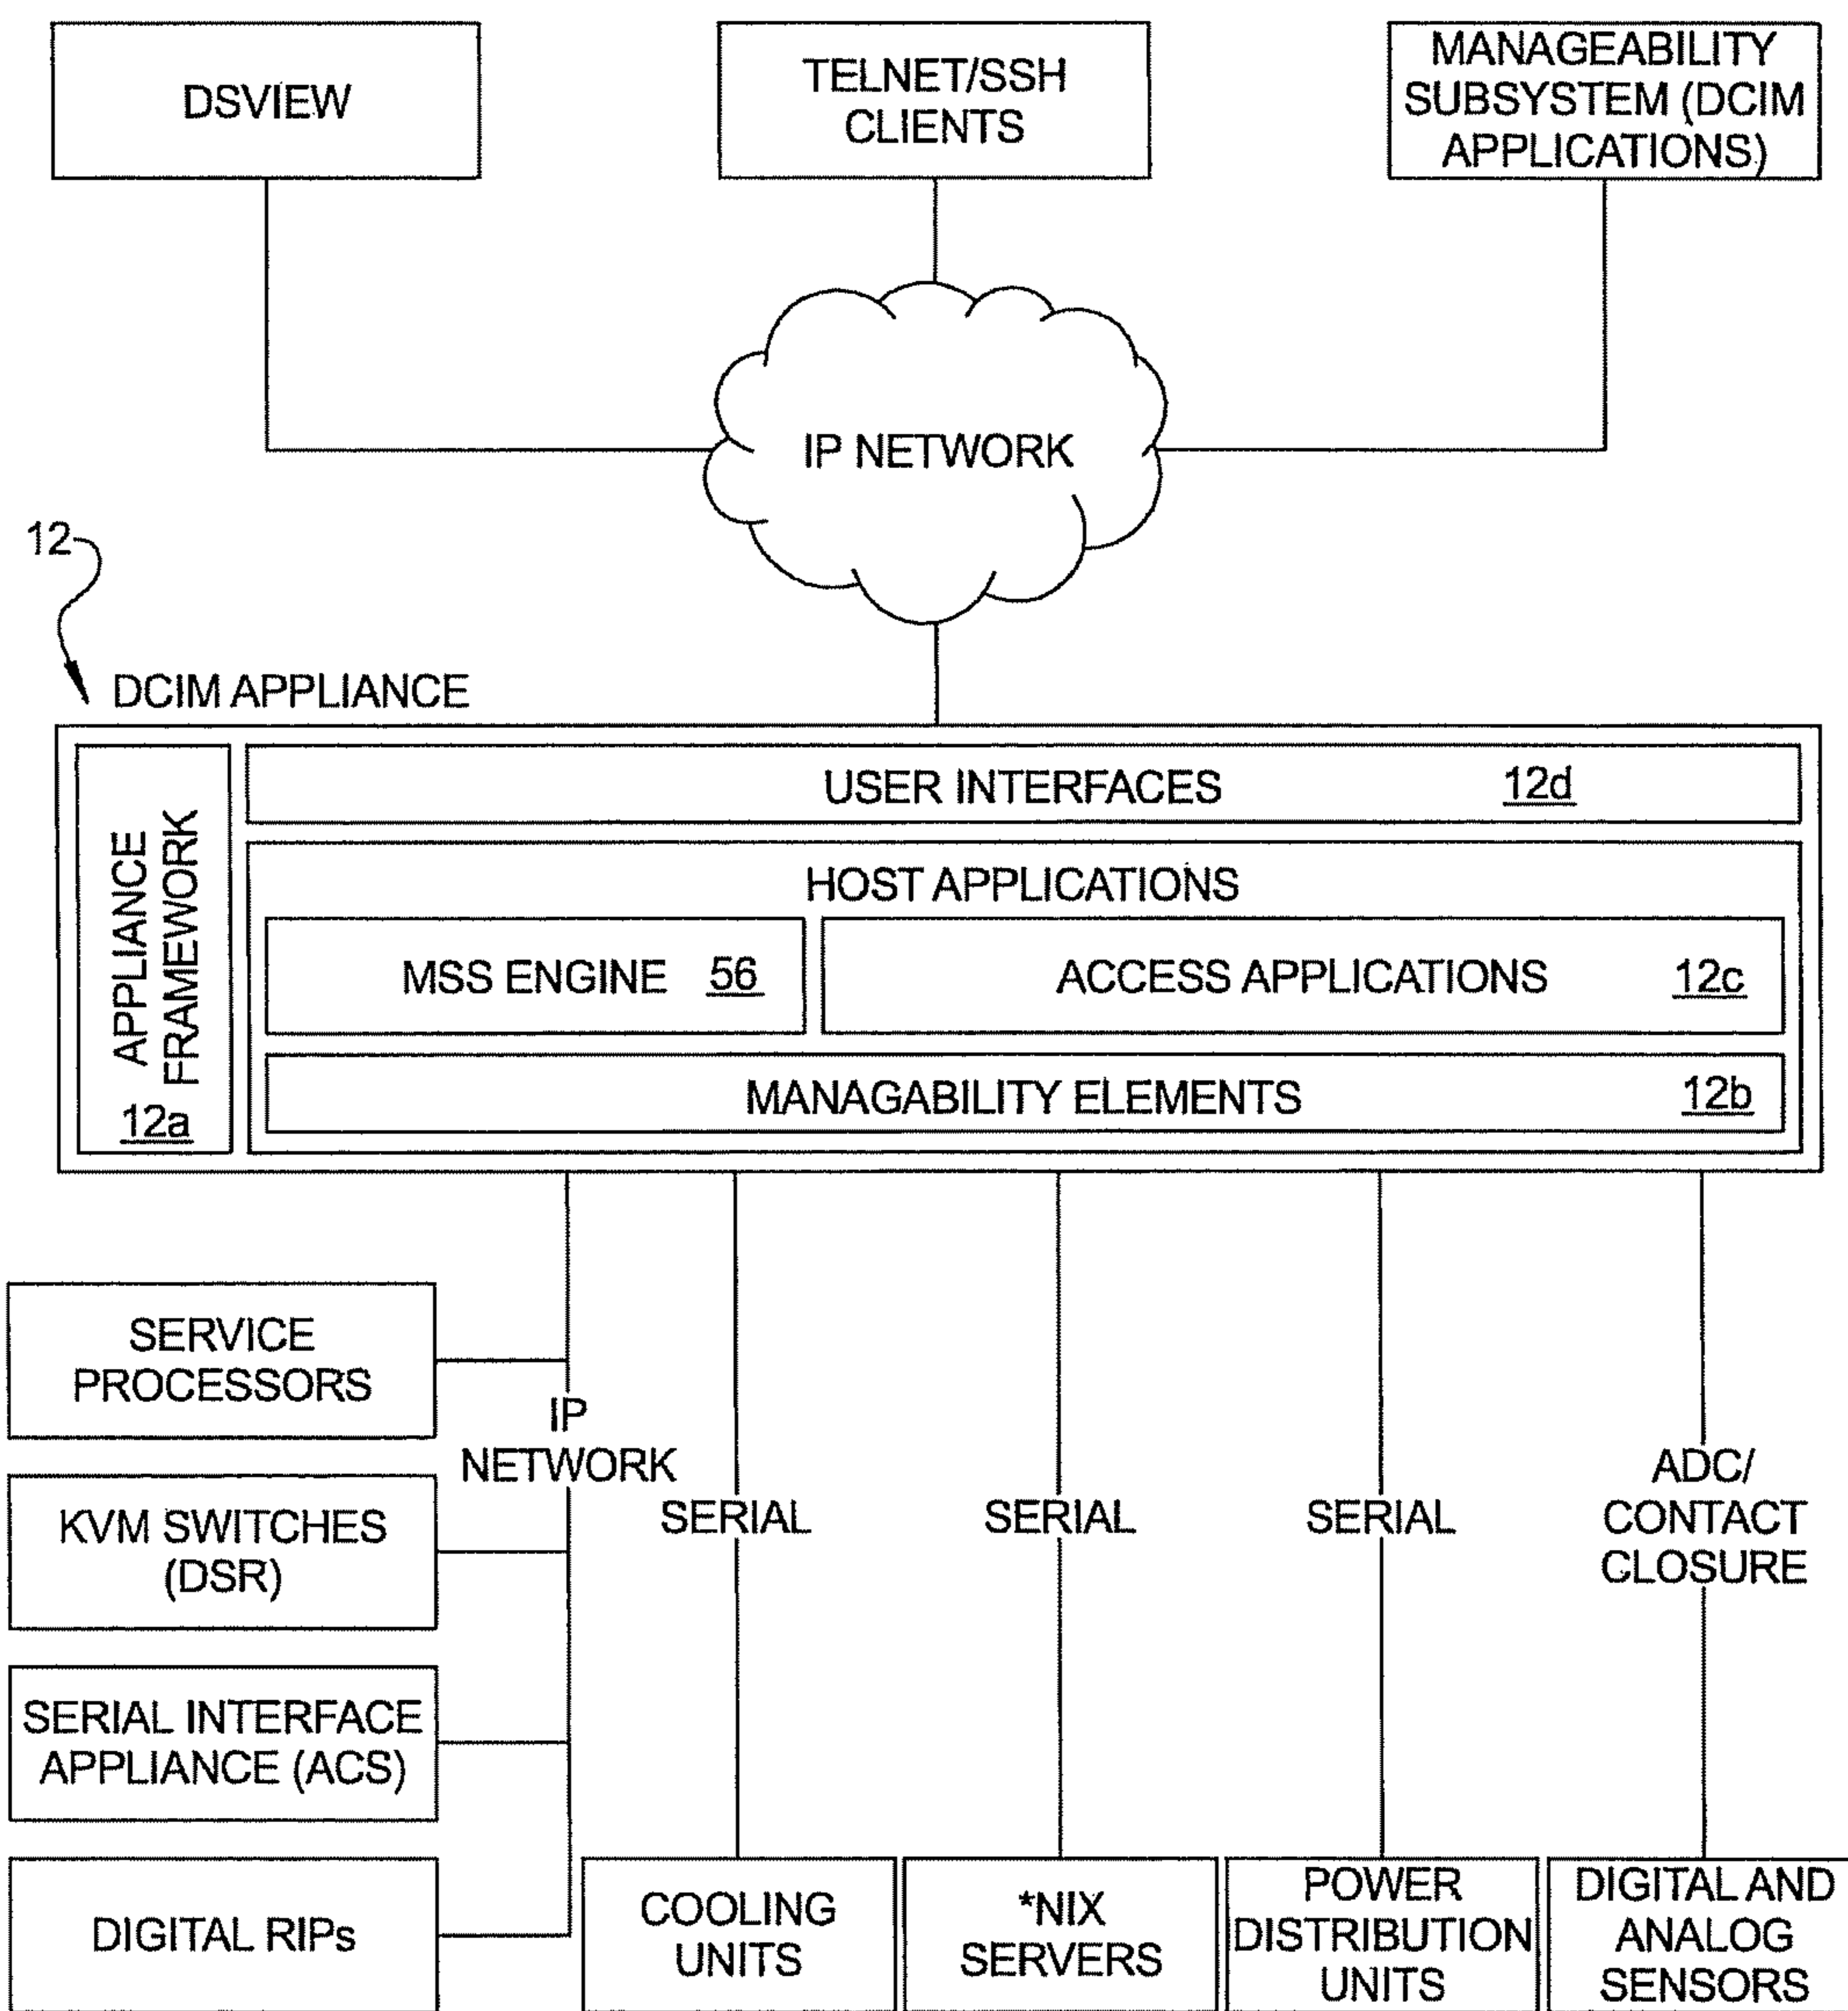 DSVIEW
TELNET/SSH
CLIENTS
MANAGEABILITY
SUBSYSTEM (DCIM
APPLICATIONS)
IP NETWORK
12
DCIM APPLIANCE
APPLIANCE
FRAMEWORK
12a
USER INTERFACES 12d
HOST APPLICATIONS
MSS ENGINE 56
ACCESS APPLICATIONS 12c
MANAGABILITY ELEMENTS 12b
SERVICE
PROCESSORS
KVM SWITCHES
(DSR)
SERIAL INTERFACE
APPLIANCE (ACS)
DIGITAL RIPs
IP
NETWORK
SERIAL
SERIAL
SERIAL
ADC/
CONTACT
CLOSURE
COOLING
UNITS
*NIX
SERVERS
POWER
DISTRIBUTION
UNITS
DIGITAL AND
ANALOG
SENSORS